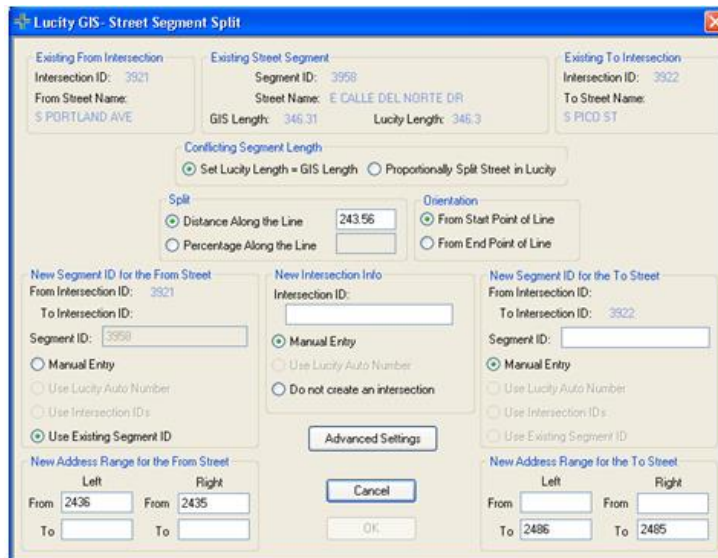 Lucity GIS- Street Segment Split
Existing From Intersection
Intersection ID: 3921
From Street Name:
S PORTLAND AVE
Existing Street Segment
Segment ID: 3958
Street Name: E CALLE DEL NORTE DR
GIS Length: 346.31 Lucity Length: 346.3
Existing To Intersection
Intersection ID: 3922
To Street Name:
S PICO ST
Conflicting Segment Length
Set Lucity Length = GIS Length Proportionally Split Street in Lucity
Split
Distance Along the Line 243.56
Percentage Along the Line
Orientation
From Start Point of Line
From End Point of Line
New Segment ID for the From Street
From Intersection ID: 3921
To Intersection ID:
Segment ID: 3958
Manual Entry
Use Lucity Auto Number
Use Intersection IDs
Use Existing Segment ID
New Intersection Info
Intersection ID:
Manual Entry
Use Lucity Auto Number
Do not create an intersection
New Segment ID for the To Street
From Intersection ID:
To Intersection ID: 3922
Segment ID:
Manual Entry
Use Lucity Auto Number
Use Intersection IDs
Use Existing Segment ID
Advanced Settings
Cancel
OK
New Address Range for the From Street
Left Right
From 2436 From 2435
To To
New Address Range for the To Street
Left Right
From From
To 2486 To 2485